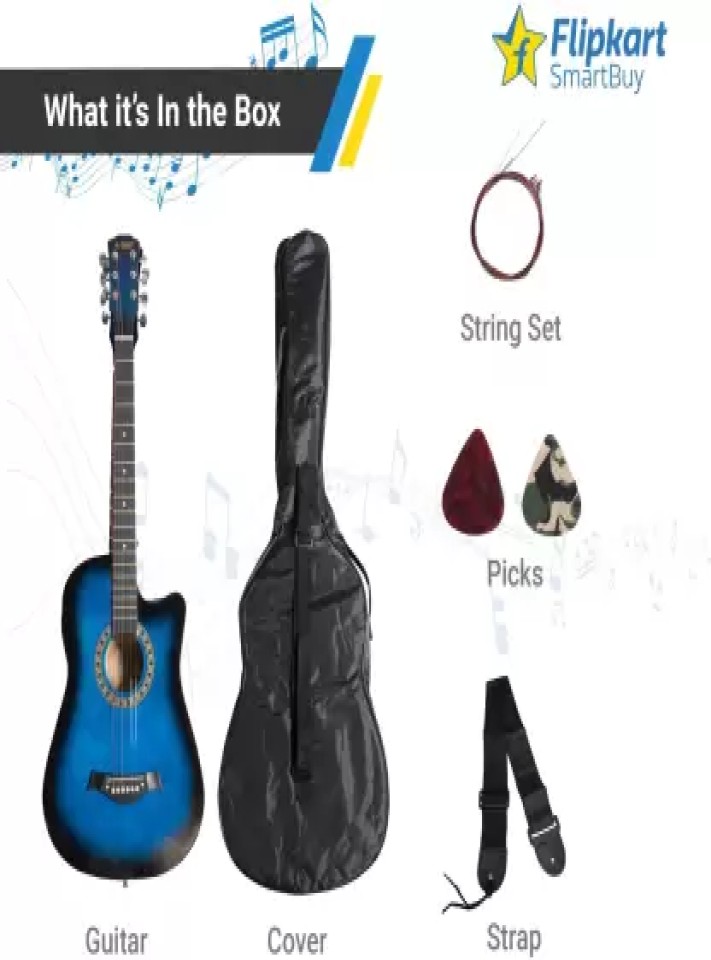 Flipkart
SmartBuy
What it's In the Box
String Set
Picks
Guitar
Cover
Strap